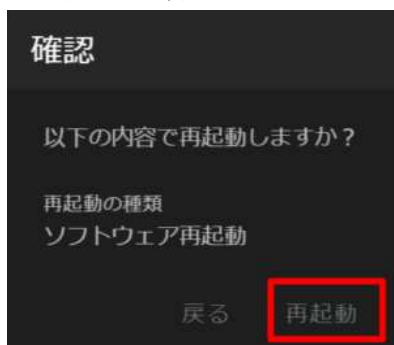 確認
以下の内容で再起動しますか？
再起動の種類
ソフトウェア再起動
戻る 再起動